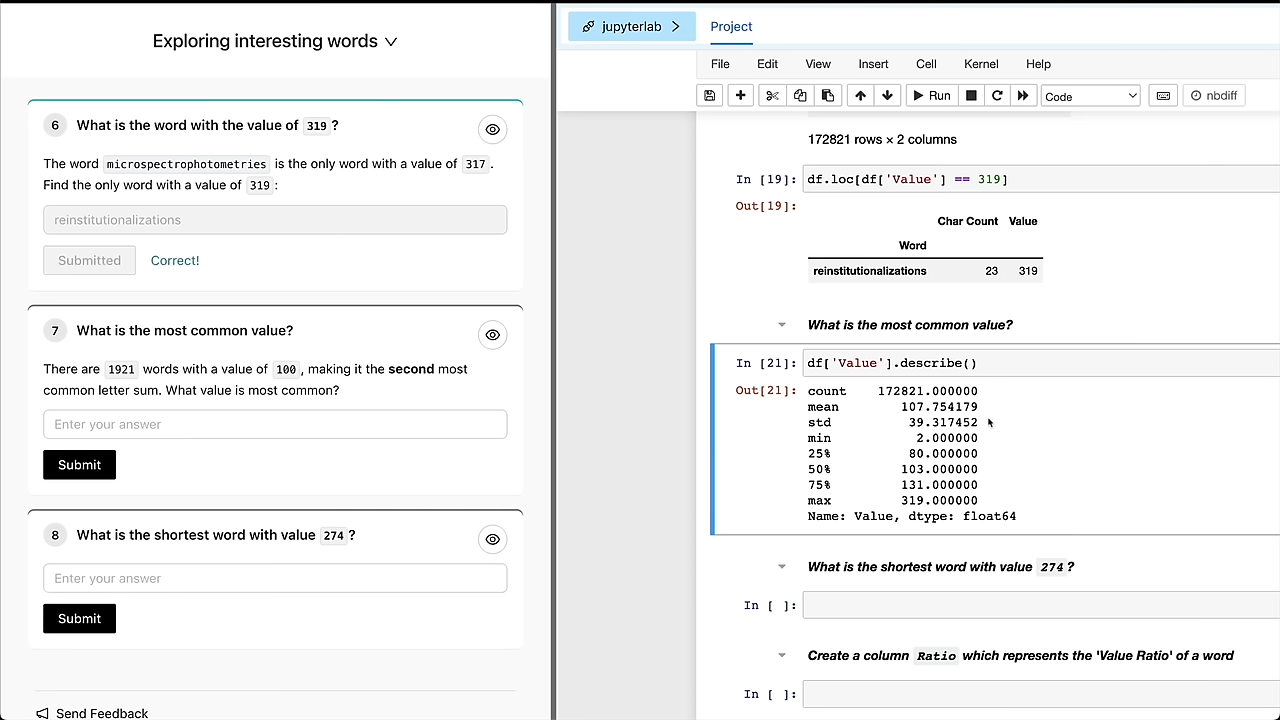 Exploring interesting words
6 What is the word with the value of 319 ?
The word microspectrophotometries is the only word with a value of 317 .
Find the only word with a value of 319 :
reinstitutionalizations
Submitted Correct!
7 What is the most common value?
There are 1921 words with a value of 100 , making it the second most
common letter sum. What value is most common?
Enter your answer
Submit
8 What is the shortest word with value 274 ?
Enter your answer
Submit
Send Feedback
jupyterlab Project
File Edit View Insert Cell Kernel Help
Run Code nbdiff
172821 rows × 2 columns
In [19]: df.loc[df['Value'] == 319]
Out[19]:
Char Count Value
Word
reinstitutionalizations 23 319
What is the most common value?
In [21]: df['Value'].describe()
Out[21]: count 172821.000000
mean 107.754179
std 39.317452
min 2.000000
25% 80.000000
50% 103.000000
75% 131.000000
max 319.000000
Name: Value, dtype: float64
What is the shortest word with value 274 ?
In [ ]:
Create a column Ratio which represents the 'Value Ratio' of a word
In [ ]: